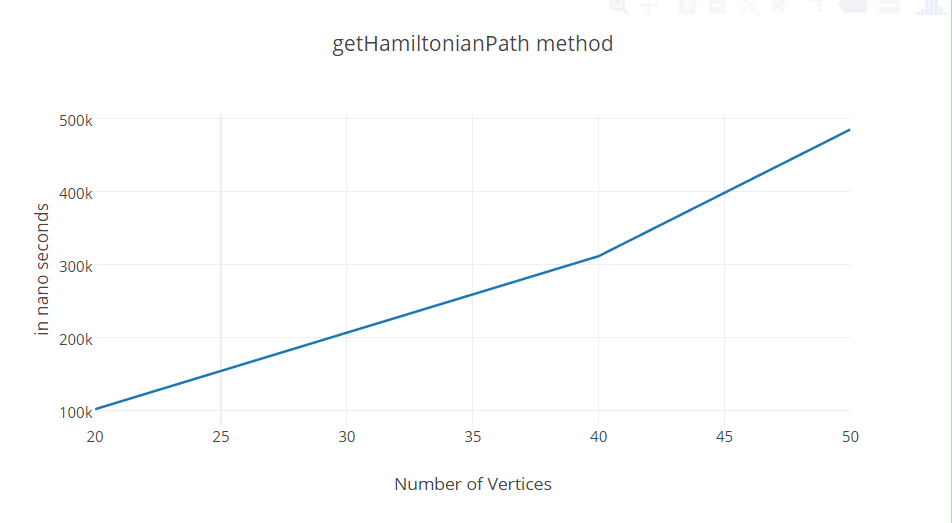 getHamiltonianPath method
500k
400k
300k
200k
100k
in nano seconds
20 25 30 35 40 45 50
Number of Vertices